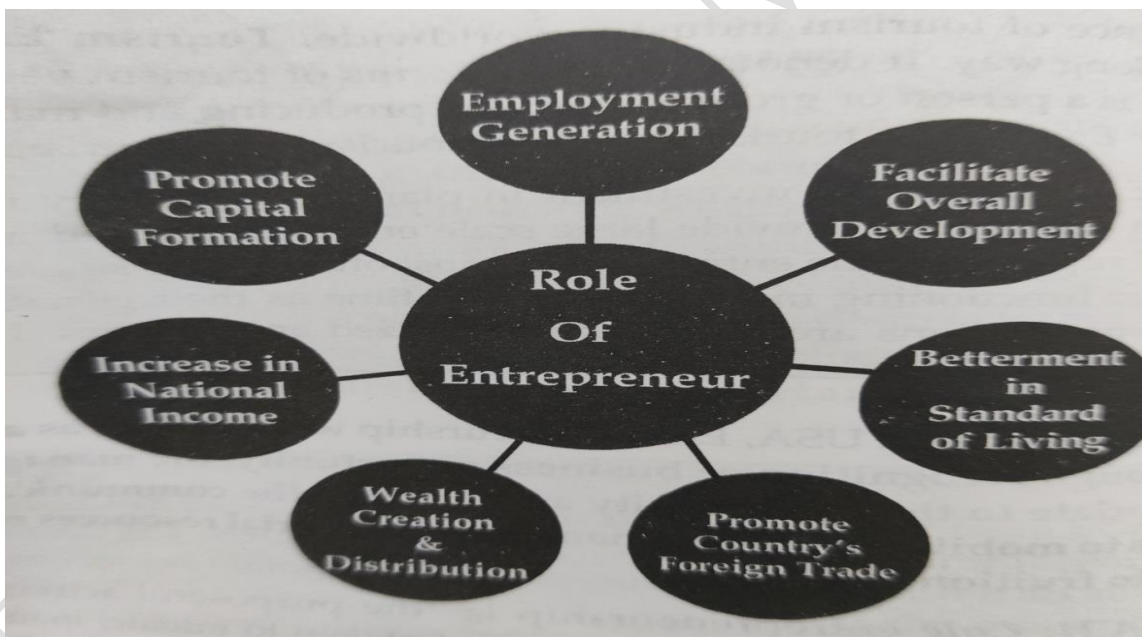 Employment
Generation
Facilitate
Overall
Development
Betterment
in
Standard
of Living
Promote
Country's
Foreign Trade
Wealth
Creation
&
Distribution
Increase in
National
Income
Promote
Capital
Formation
Role
Of
Entrepreneur